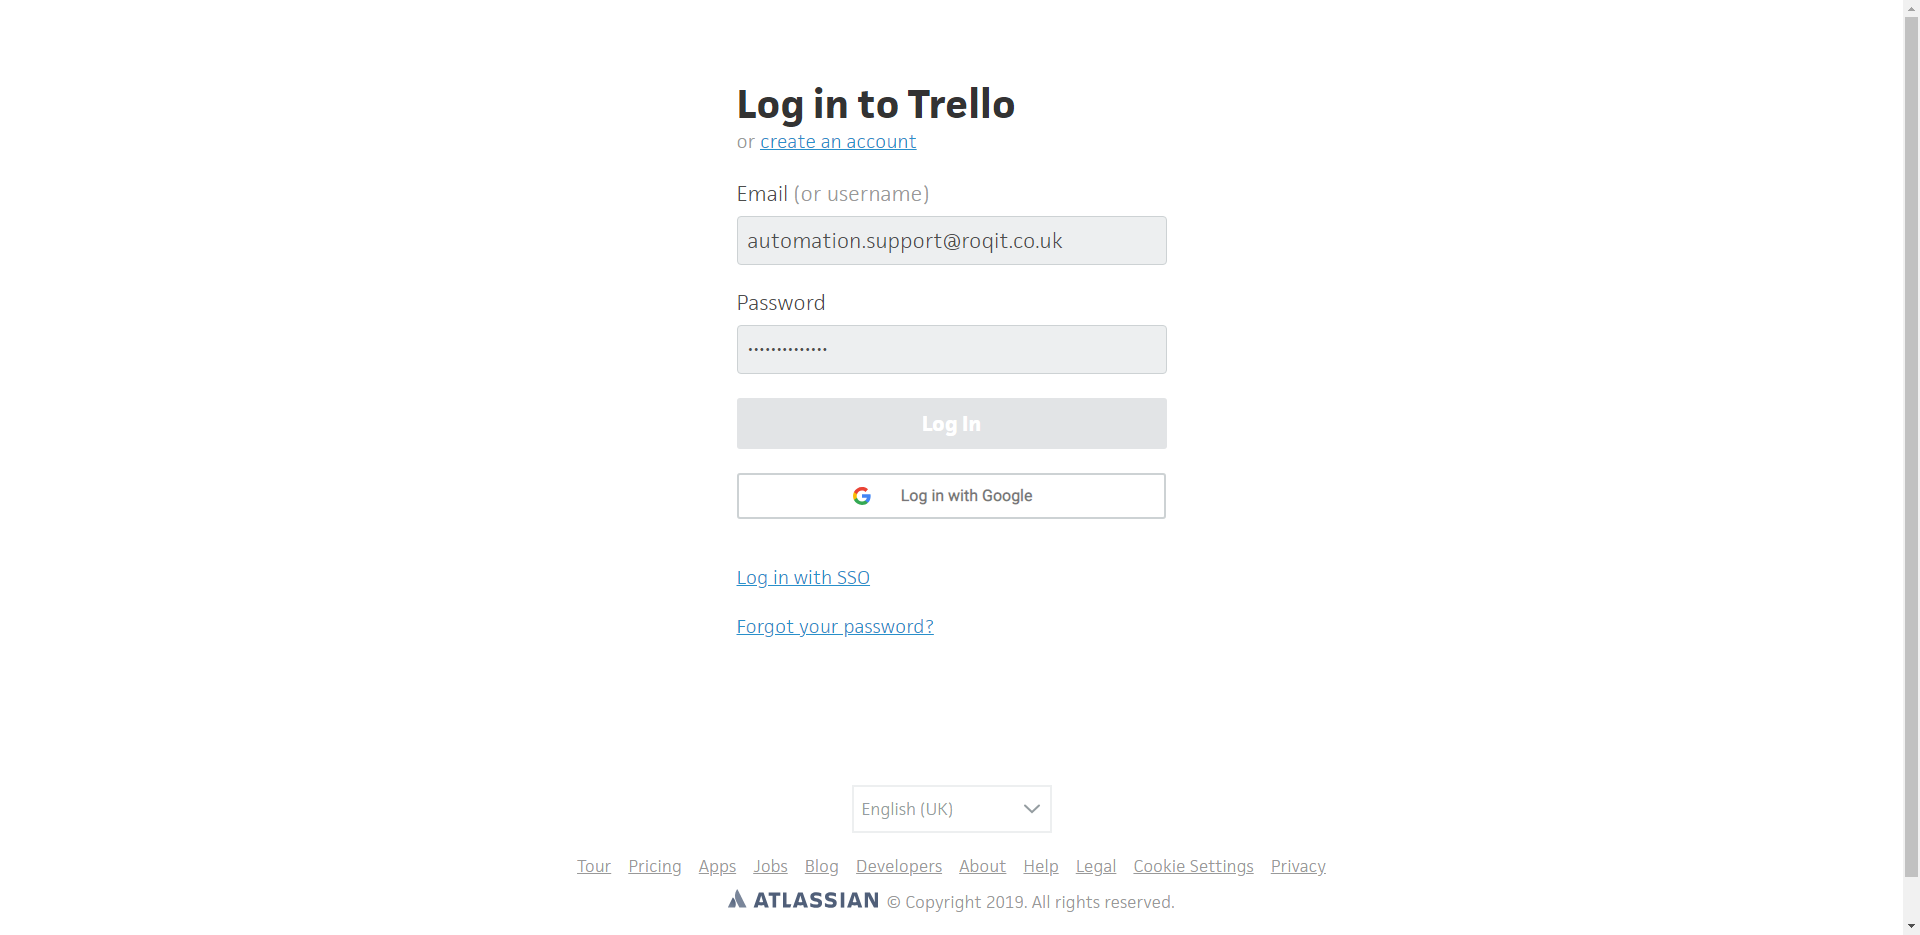 Log in to Trello
or create an account
Email (or username)
automation.support@roqit.co.uk
Password
••••••••••••••
Log In
Log in with Google
Log in with SSO
Forgot your password?
English (UK)
Tour Pricing Apps Jobs Blog Developers About Help Legal Cookie Settings Privacy
ATLASSIAN © Copyright 2019. All rights reserved.